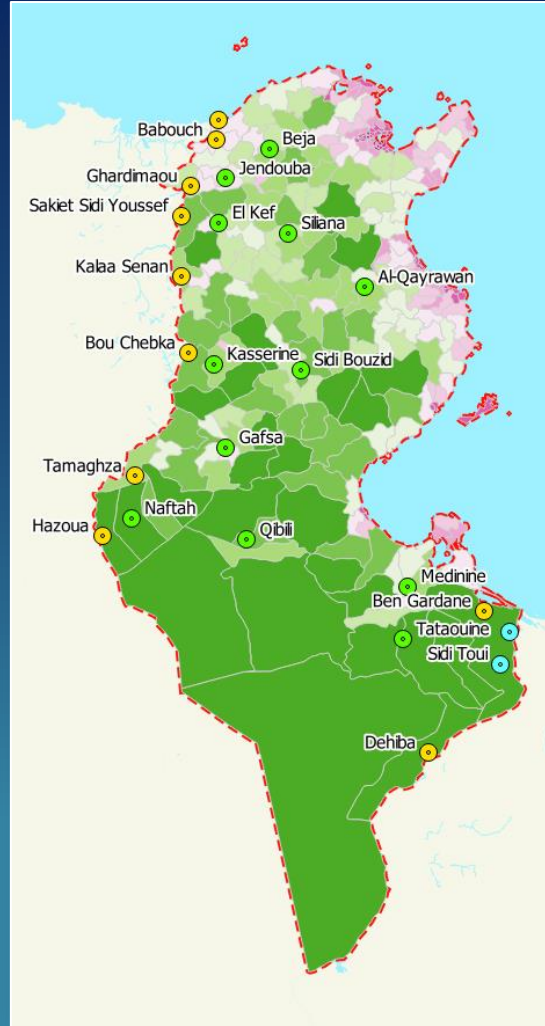 Babouch
Beja
Ghardimaou
Jendouba
Sakiet Sidi Youssef
El Kef
Siliana
Kalaa Senan
Al-Qayrawan
Bou Chebka
Kasserine
Sidi Bouzid
Gafsa
Tamaghza
Naftah
Hazoua
Qibili
Medinine
Ben Gardane
Tataouine
Sidi Toui
Dehiba